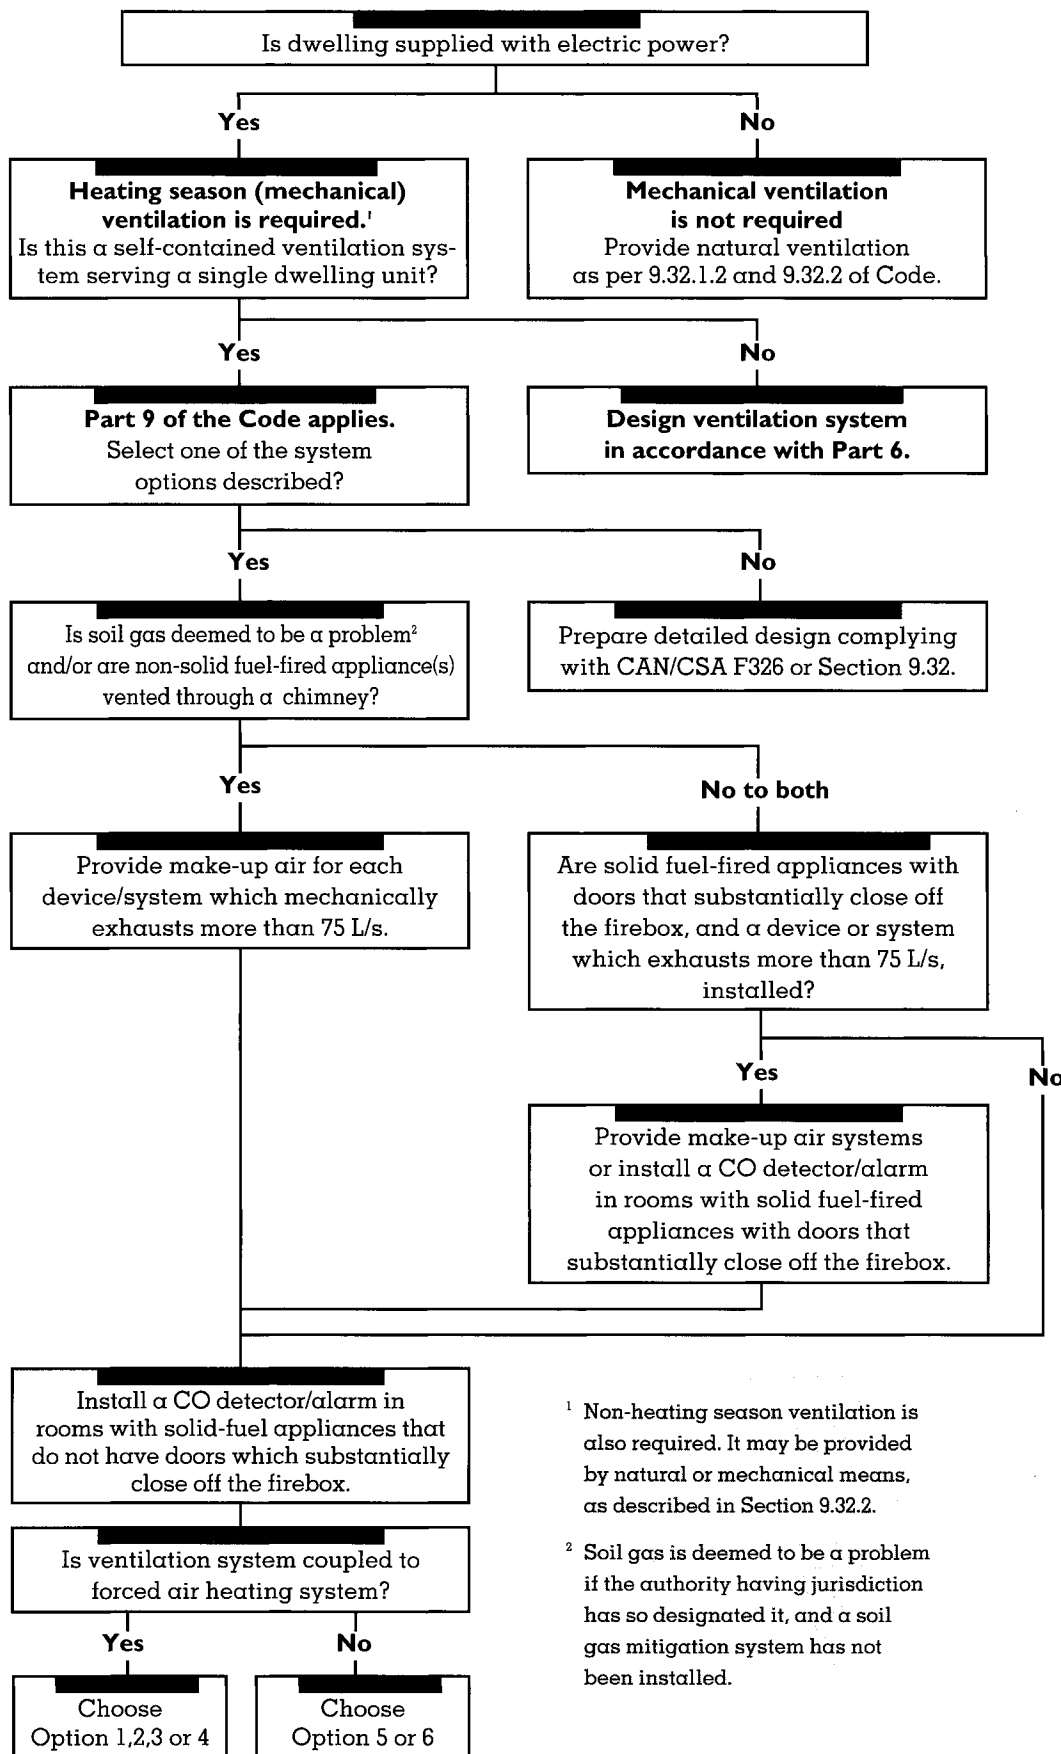 Is dwelling supplied with electric power?
Yes
No
Heating season (mechanical)
ventilation is required.¹
Is this a self-contained ventilation sys-
tem serving a single dwelling unit?
Mechanical ventilation
is not required
Provide natural ventilation
as per 9.32.1.2 and 9.32.2 of Code.
Yes
No
Part 9 of the Code applies.
Select one of the system
options described?
Design ventilation system
in accordance with Part 6.
Yes
No
Is soil gas deemed to be a problem²
and/or are non-solid fuel-fired appliance(s)
vented through a chimney?
Prepare detailed design complying
with CAN/CSA F326 or Section 9.32.
Yes
No to both
Provide make-up air for each
device/system which mechanically
exhausts more than 75 L/s.
Are solid fuel-fired appliances with
doors that substantially close off
the firebox, and a device or system
which exhausts more than 75 L/s,
installed?
Yes
No
Provide make-up air systems
or install a CO detector/alarm
in rooms with solid fuel-fired
appliances with doors that
substantially close off the firebox.
Install a CO detector/alarm in
rooms with solid-fuel appliances that
do not have doors which substantially
close off the firebox.
Is ventilation system coupled to
forced air heating system?
Yes
No
Choose
Option 1,2,3 or 4
Choose
Option 5 or 6
¹ Non-heating season ventilation is
also required. It may be provided
by natural or mechanical means,
as described in Section 9.32.2.
² Soil gas is deemed to be a problem
if the authority having jurisdiction
has so designated it, and a soil
gas mitigation system has not
been installed.